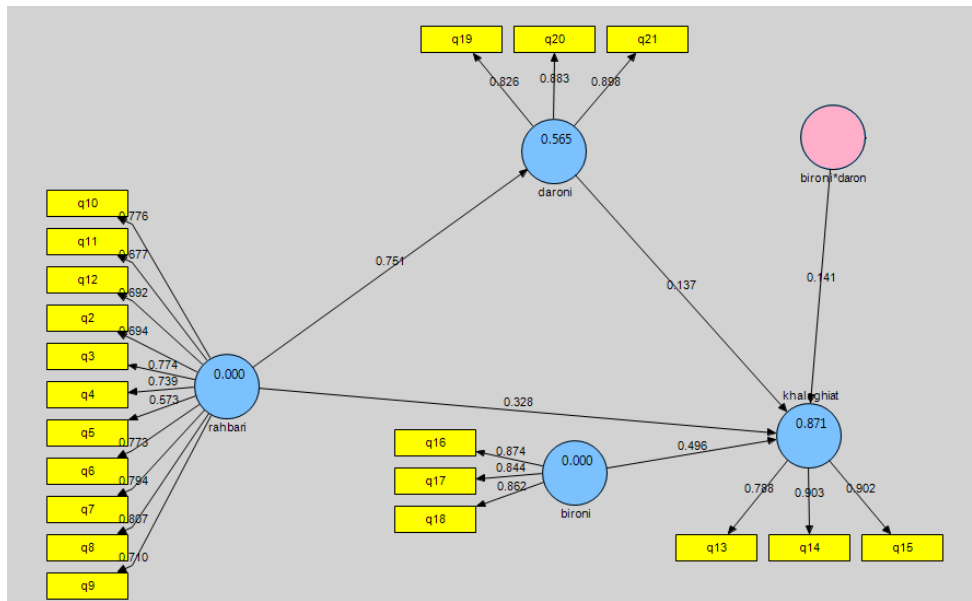 q19 q20 q21
0.826 0.883 0.898
0.565
daroni
bironi*daron
q10
0.776
q11
0.677
q12
0.692
q2
0.694
q3
0.774
q4
0.739
q5
0.573
q6
0.773
q7
0.794
q8
0.807
q9
0.710
0.000
rahbari
0.751
0.137
0.141
0.328
khalaghiat
0.871
q16
0.874
q17
0.844
q18
0.862
0.000
bironi
0.496
0.788 0.903 0.902
q13 q14 q15